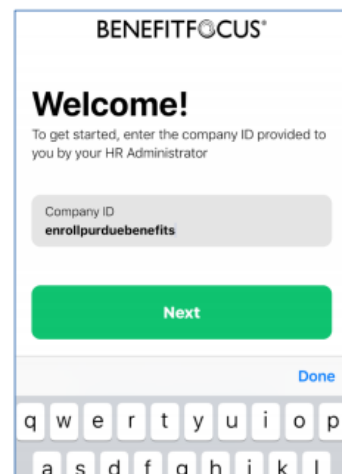 BENEFITFOCUS®
Welcome!
To get started, enter the company ID provided to
you by your HR Administrator
Company ID
enrollpurduebenefits
Next
Done
q w e r t y u i o p
a s d f g h j k l